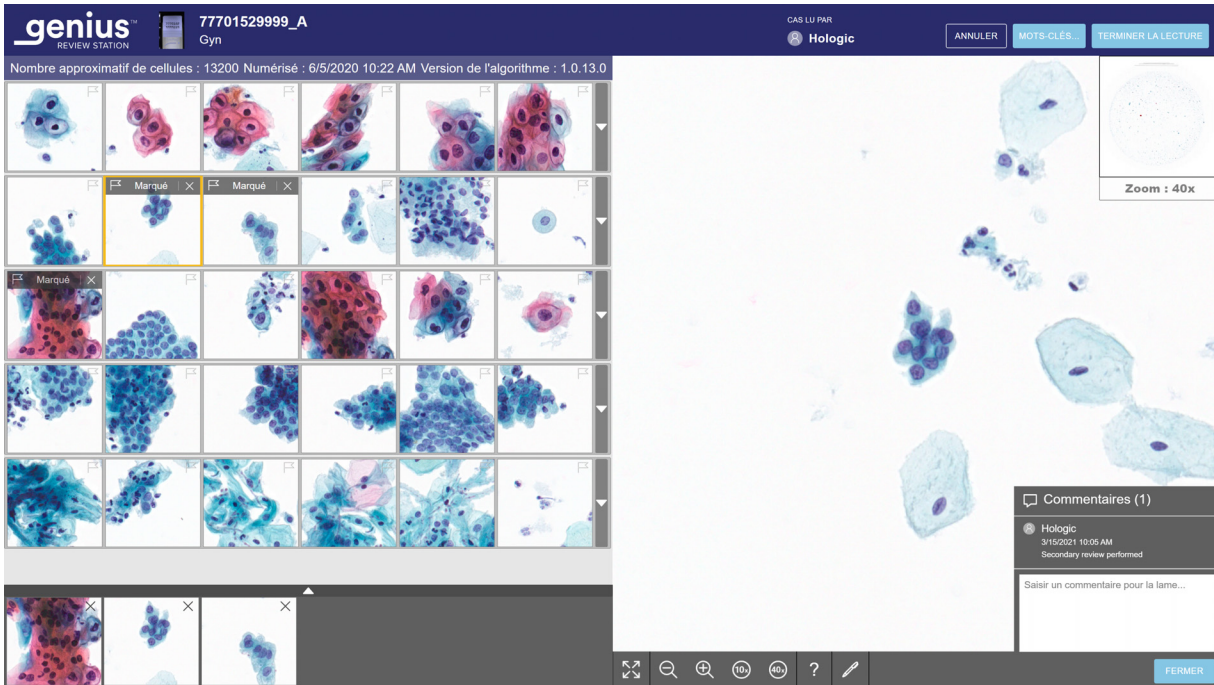 genius™
REVIEW STATION
77701529999_A
Gyn
CAS LU PAR
Hologic
ANNULER
MOTS-CLÉS...
TERMINER LA LECTURE
Nombre approximatif de cellules : 13200 Numérisé : 6/5/2020 10:22 AM Version de l'algorithme : 1.0.13.0
Zoom : 40x
Marqué
Marqué
Marqué
Commentaires (1)
Hologic
3/15/2021 10:05 AM
Secondary review performed
Saisir un commentaire pour la lame...
10x
40x
?
FERMER